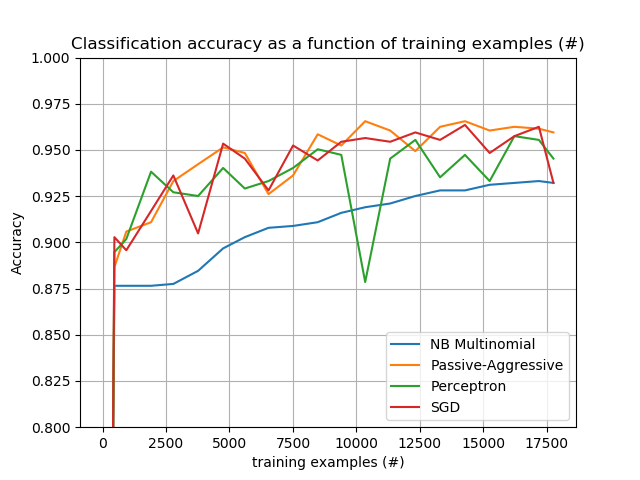 Classification accuracy as a function of training examples (#)
1.000
0.975
0.950
0.925
0.900
0.875
0.850
0.825
0.800
Accuracy
NB Multinomial
Passive-Aggressive
Perceptron
SGD
0 2500 5000 7500 10000 12500 15000 17500
training examples (#)